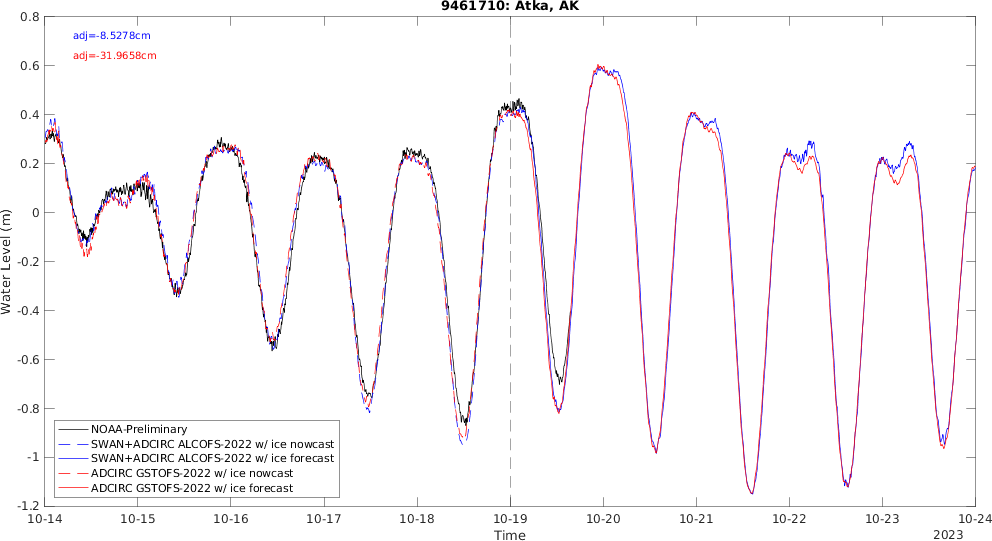 9461710: Atka, AK
adj=-8.5278cm
adj=-31.9658cm
0.8
0.6
0.4
0.2
0
-0.2
-0.4
-0.6
-0.8
-1
-1.2
Water Level (m)
NOAA-Preliminary
SWAN+ADCIRC ALCOFS-2022 w/ ice nowcast
SWAN+ADCIRC ALCOFS-2022 w/ ice forecast
ADCIRC GSTOFS-2022 w/ ice nowcast
ADCIRC GSTOFS-2022 w/ ice forecast
10-14 10-15 10-16 10-17 10-18 10-19 10-20 10-21 10-22 10-23 10-24
Time
2023